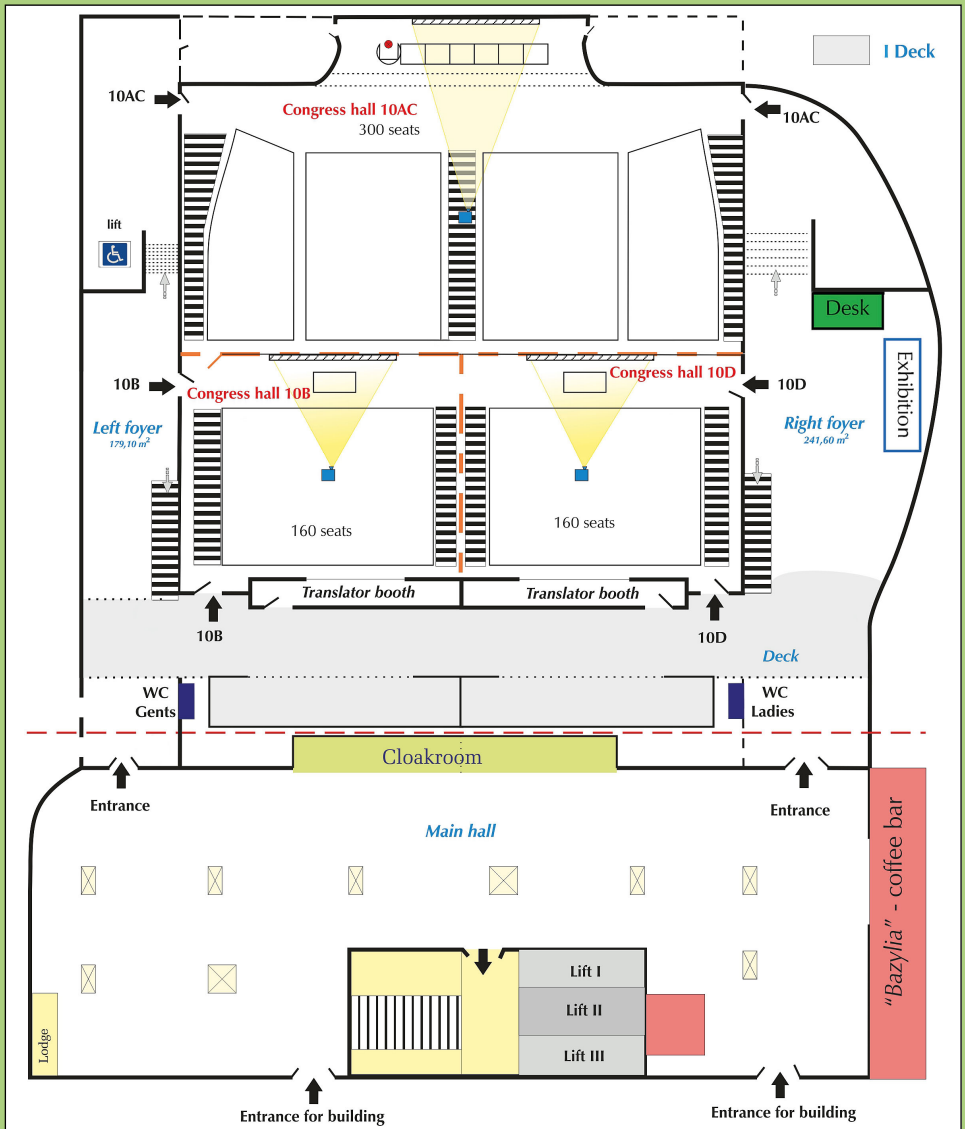 I Deck
10AC
Congress hall 10AC
300 seats
10AC
lift
Desk
Exhibition
10B
Congress hall 10B
Congress hall 10D
10D
Left foyer
179,10 m²
Right foyer
241,60 m²
160 seats
160 seats
Translator booth
Translator booth
10B
10D
Deck
WC
Gents
WC
Ladies
Cloakroom
Entrance
Entrance
Main hall
"Bazylia" - coffee bar
Lift I
Lift II
Lift III
Lodge
Entrance for building
Entrance for building